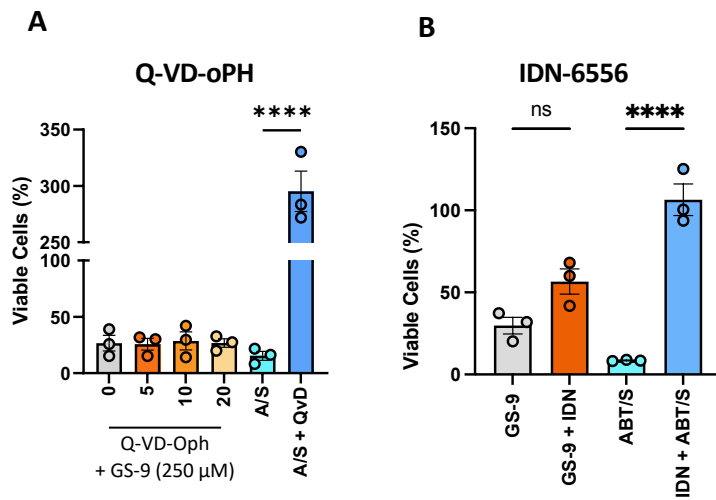 A
Q-VD-oPH
****
Viable Cells (%)
350
300
250
100
50
0
0
5
10
20
A/S
A/S + QvD
Q-VD-Oph
+ GS-9 (250 µM)
B
IDN-6556
ns
****
Viable Cells (%)
150
100
50
0
GS-9
GS-9 + IDN
ABT/S
IDN + ABT/S